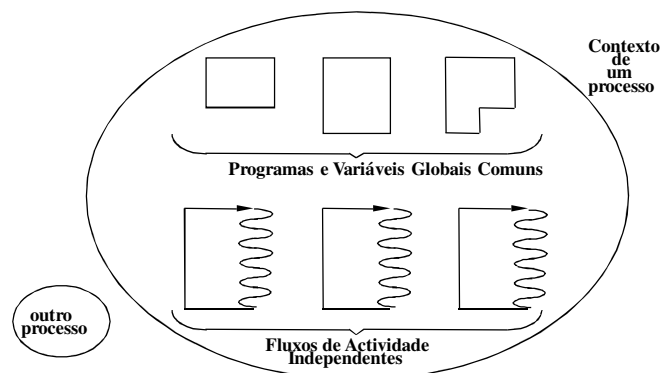 Contexto
de
um
processo
Programas e Variáveis Globais Comuns
outro
processo
Fluxos de Actividade
Independentes